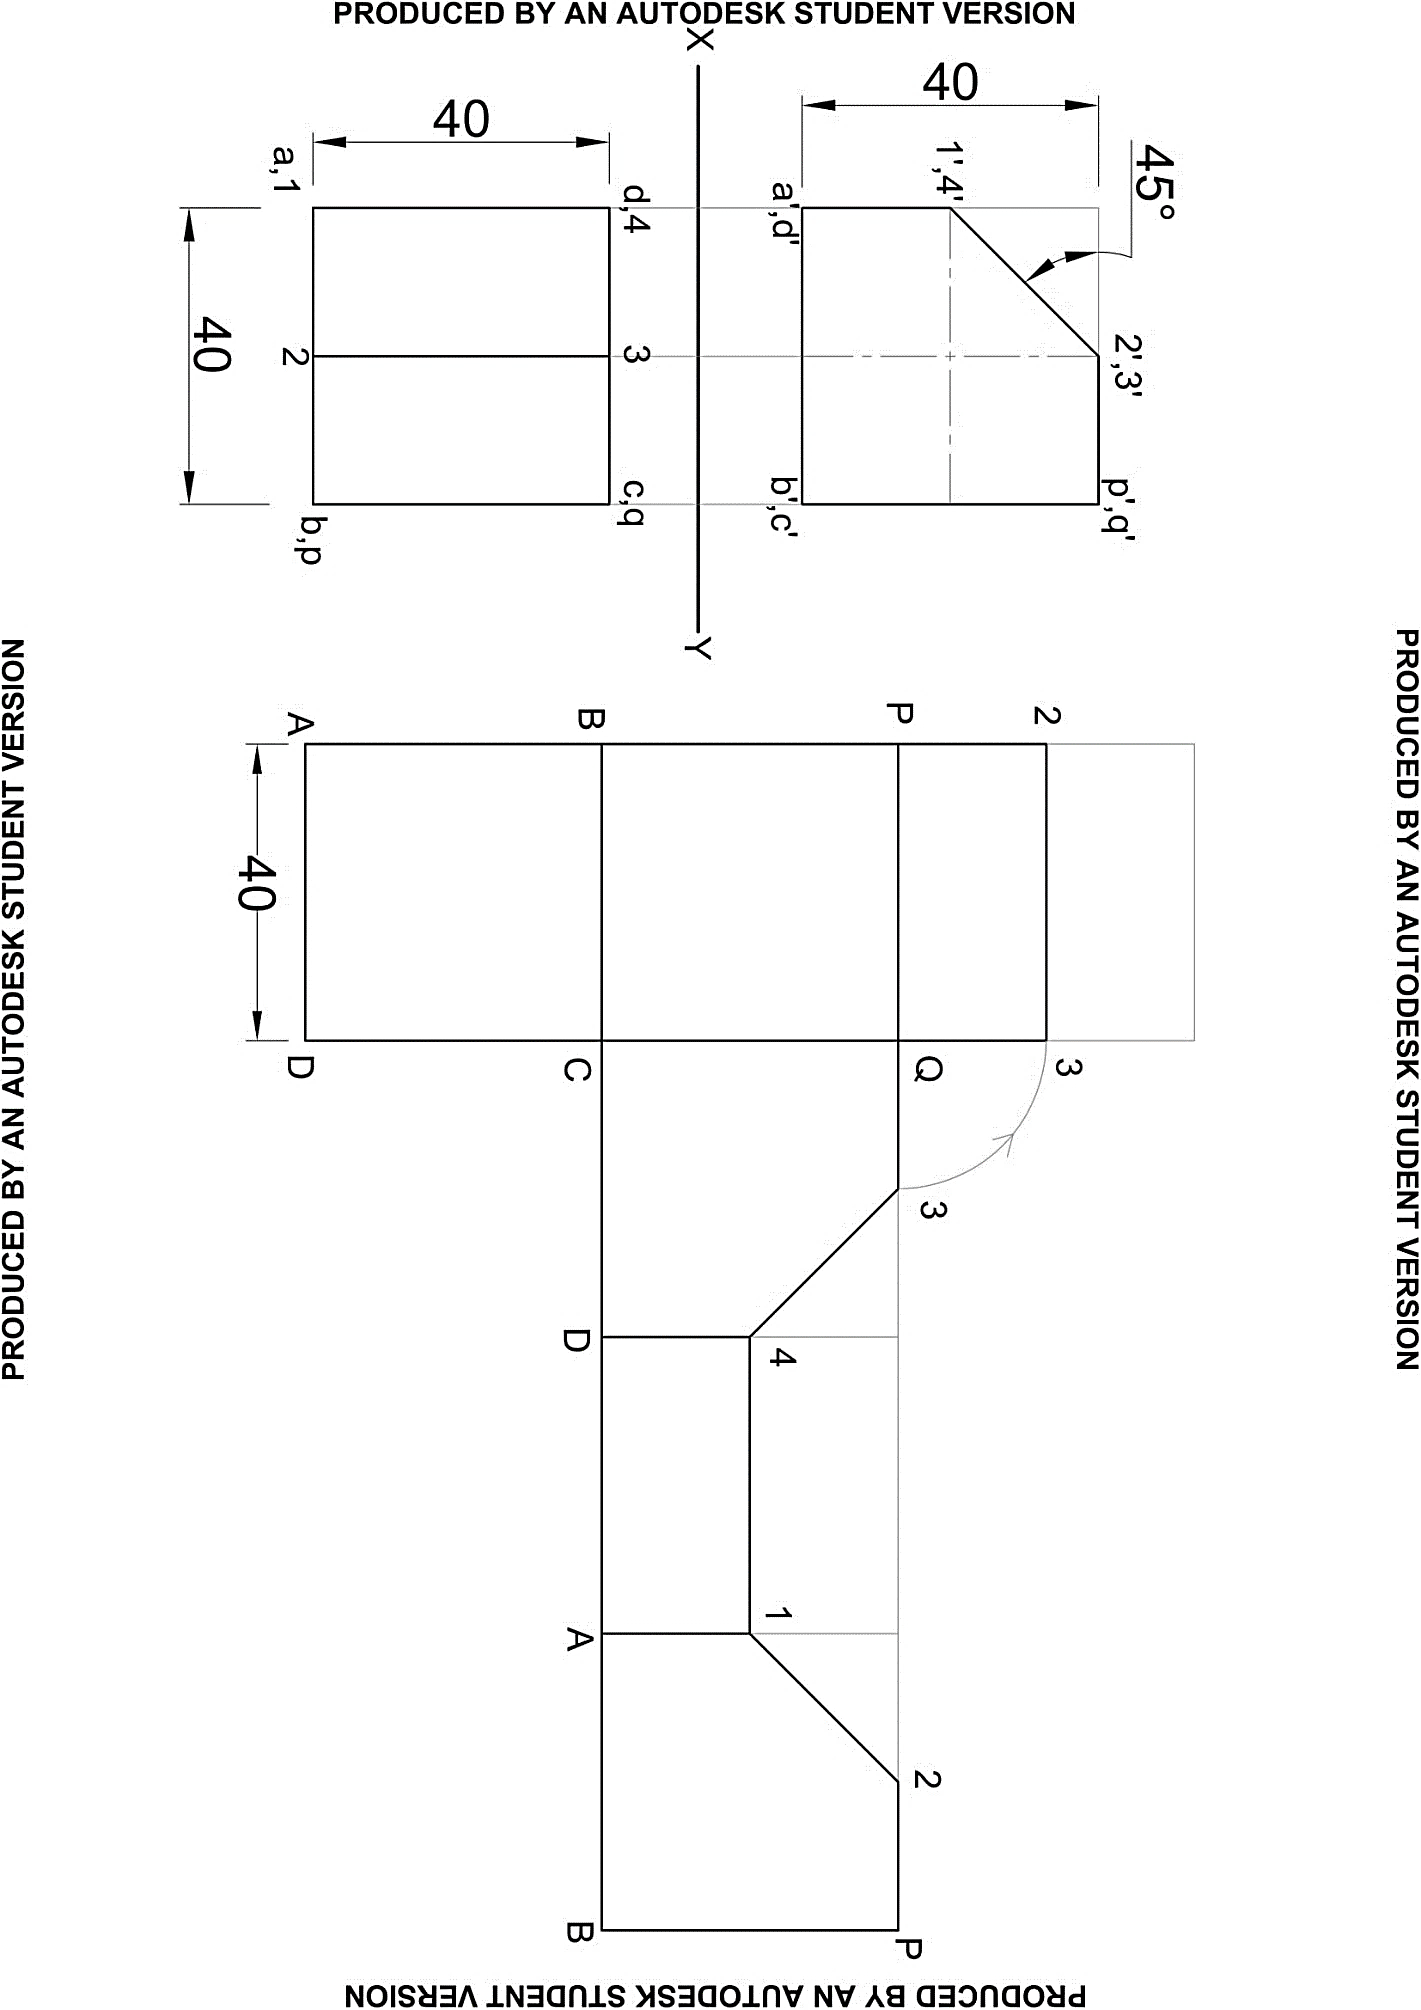 PRODUCED BY AN AUTODESK STUDENT VERSION
X
40
40
45°
1',4'
a,1
d,4
a',d'
40
2
3
2',3'
b,p
c,q
b',c'
p',q'
Y
PRODUCED BY AN AUTODESK STUDENT VERSION
PRODUCED BY AN AUTODESK STUDENT VERSION
A
B
P
2
40
D
C
Q
3
3
D
4
A
1
2
B
P
PRODUCED BY AN AUTODESK STUDENT VERSION